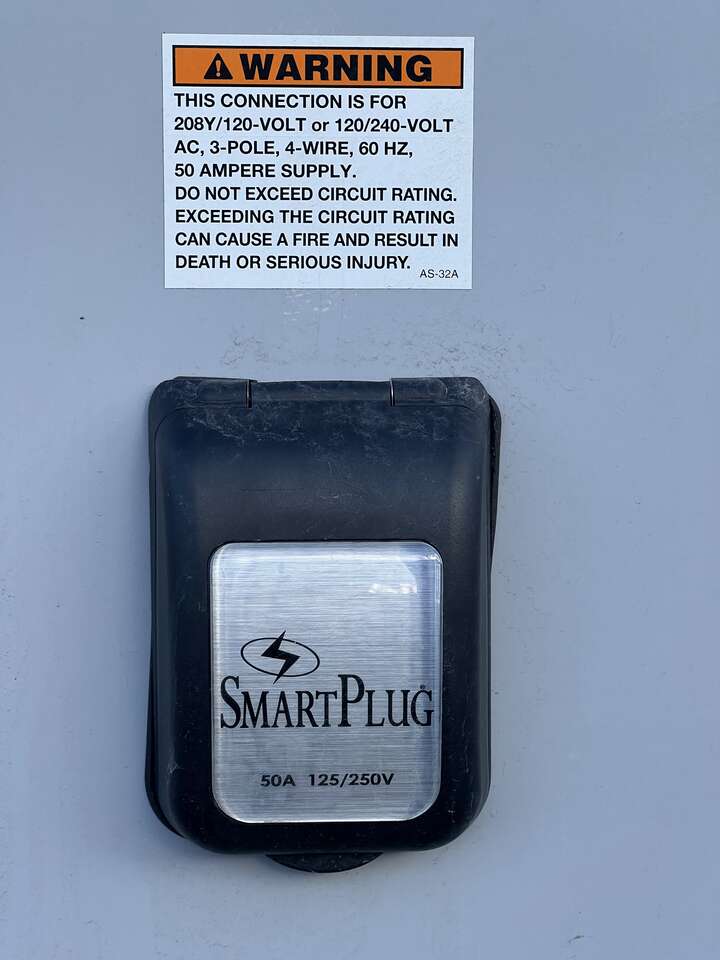 WARNING
THIS CONNECTION IS FOR
208Y/120-VOLT or 120/240-VOLT
AC, 3-POLE, 4-WIRE, 60 HZ,
50 AMPERE SUPPLY.
DO NOT EXCEED CIRCUIT RATING.
EXCEEDING THE CIRCUIT RATING
CAN CAUSE A FIRE AND RESULT IN
DEATH OR SERIOUS INJURY. AS-32A
SMARTPLUG®
50A 125/250V